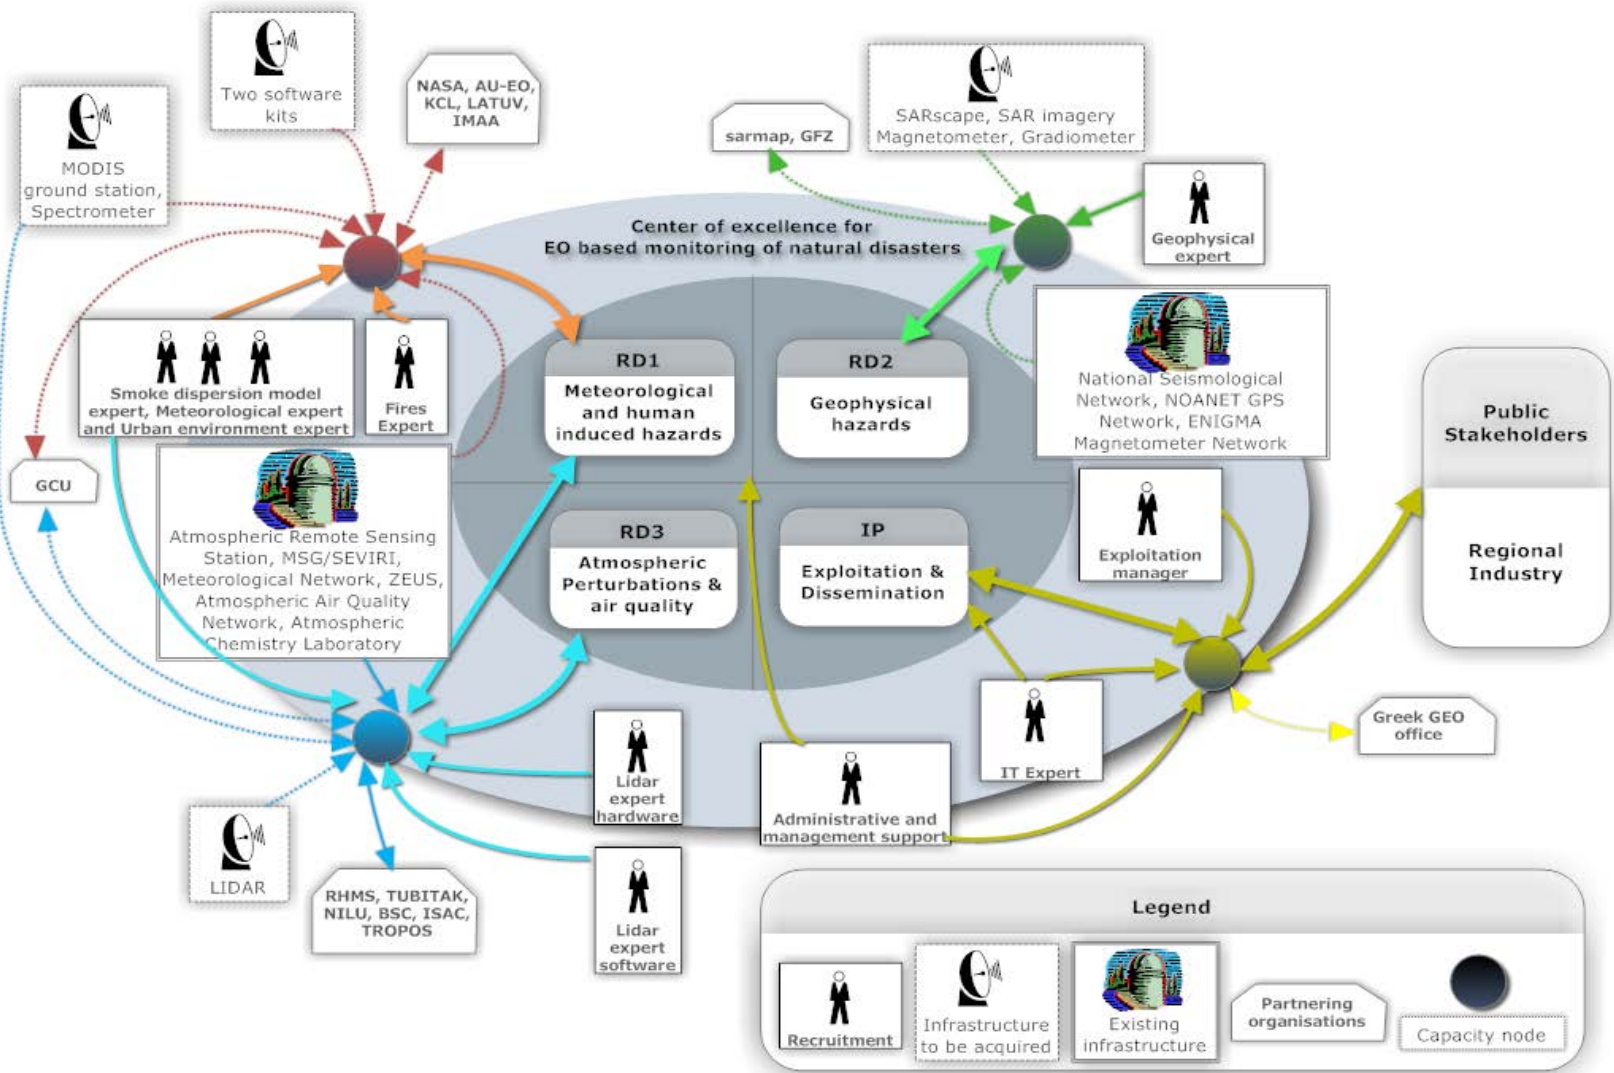 Two software
kits
NASA, AU-EO,
KCL, LATUV,
IMAA
MODIS
ground station,
Spectrometer
sarmap, GFZ
SARscape, SAR imagery
Magnetometer, Gradiometer
Geophysical
expert
Center of excellence for
EO based monitoring of natural disasters
Smoke dispersion model
expert, Meteorological expert
and Urban environment expert
Fires
Expert
RD1
Meteorological
and human
induced hazards
RD2
Geophysical
hazards
National Seismological
Network, NOANET GPS
Network, ENIGMA
Magnetometer Network
Public
Stakeholders
Regional
Industry
GCU
Atmospheric Remote Sensing
Station, MSG/SEVIRI,
Meteorological Network, ZEUS,
Atmospheric Air Quality
Network, Atmospheric
Chemistry Laboratory
RD3
Atmospheric
Perturbations &
air quality
IP
Exploitation &
Dissemination
Exploitation
manager
Greek GEO
office
IT Expert
Lidar
expert
hardware
Administrative and
management support
LIDAR
RHMS, TUBITAK,
NILU, BSC, ISAC,
TROPOS
Lidar
expert
software
Legend
Recruitment
Infrastructure
to be acquired
Existing
infrastructure
Partnering
organisations
Capacity node